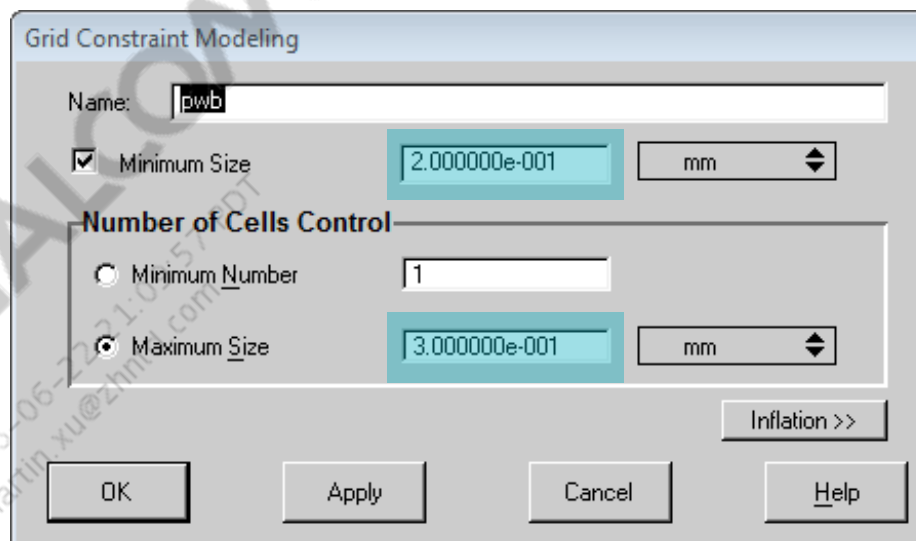 Grid Constraint Modeling
Name: pwb
Minimum Size 2.000000e-001 mm
Number of Cells Control
Minimum Number 1
Maximum Size 3.000000e-001 mm
Inflation >>
OK Apply Cancel Help